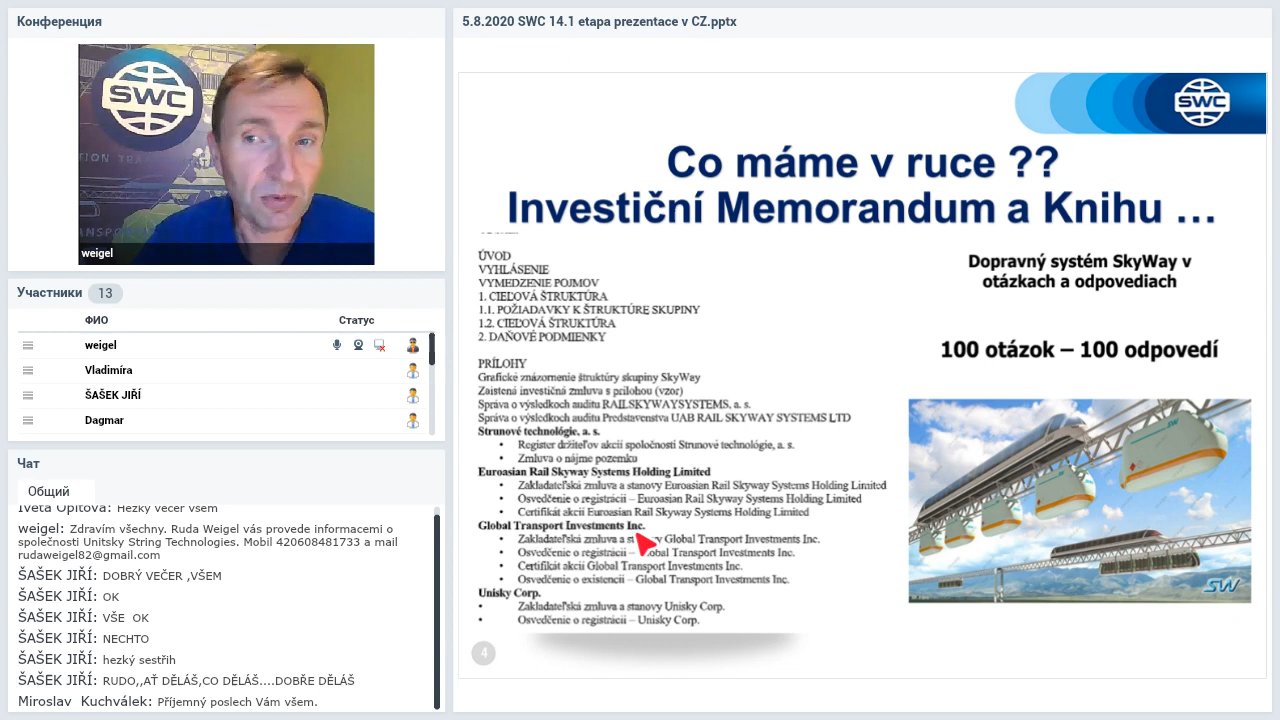 Конференция
SWC
weigel
Участники 13
ФИО Статус
weigel
Vladimíra
ŠAŠEK JIŘÍ
Dagmar
Чат
Общий
Iveta Opltová: Hezký večer všem
weigel: Zdravím všechny. Ruda Weigel vás provede informacemi o
společnosti Unitsky String Technologies. Mobil 420608481733 a mail
rudaweigel82@gmail.com
ŠAŠEK JIŘÍ: DOBRÝ VEČER ,VŠEM
ŠAŠEK JIŘÍ: OK
ŠAŠEK JIŘÍ: VŠE OK
ŠAŠEK JIŘÍ: NECHTO
ŠAŠEK JIŘÍ: hezký sestřih
ŠAŠEK JIŘÍ: RUDO,,AŤ DĚLÁŠ,CO DĚLÁŠ....DOBŘE DĚLÁŠ
Miroslav Kuchválek: Příjemný poslech Vám všem.
5.8.2020 SWC 14.1 etapa prezentace v CZ.pptx
SWC
Co máme v ruce ??
Investiční Memorandum a Knihu ...
ÚVOD
VYHLÁSENIE
VYMEDZENIE POJMOV
1. CIEĽOVÁ ŠTRUKTÚRA
1.1. POŽIADAVKY K ŠTRUKTÚRE SKUPINY
1.2. CIEĽOVÁ ŠTRUKTÚRA
2. DAŇOVÉ PODMIENKY
PRÍLOHY
Grafické znázornenie štruktúry skupiny SkyWay
Zaistená investičná zmluva s prílohou (vzor)
Správa o výsledkoch auditu RAILSKYWAYSYSTEMS, a. s.
Správa o výsledkoch auditu Predstavenstva UAB RAIL SKYWAY SYSTEMS LTD
Strunové technológie, a. s.
• Register držiteľov akcií spoločnosti Strunové technológie, a. s.
• Zmluva o nájme pozemku
Euroasian Rail Skyway Systems Holding Limited
• Zakladateľská zmluva a stanovy Euroasian Rail Skyway Systems Holding Limited
• Osvedčenie o registrácii – Euroasian Rail Skyway Systems Holding Limited
• Certifikát akcií Euroasian Rail Skyway Systems Holding Limited
Global Transport Investments Inc.
• Zakladateľská zmluva a Global Transport Investments Inc.
• Osvedčenie o registrácii – Global Transport Investments Inc.
• Certifikát akcií Global Transport Investments Inc.
• Osvedčenie o existencii – Global Transport Investments Inc.
Unisky Corp.
• Zakladateľská zmluva a stanovy Unisky Corp.
• Osvedčenie o registrácii – Unisky Corp.
4
Dopravný systém SkyWay v
otázkach a odpovediach
100 otázok – 100 odpovedí
SW